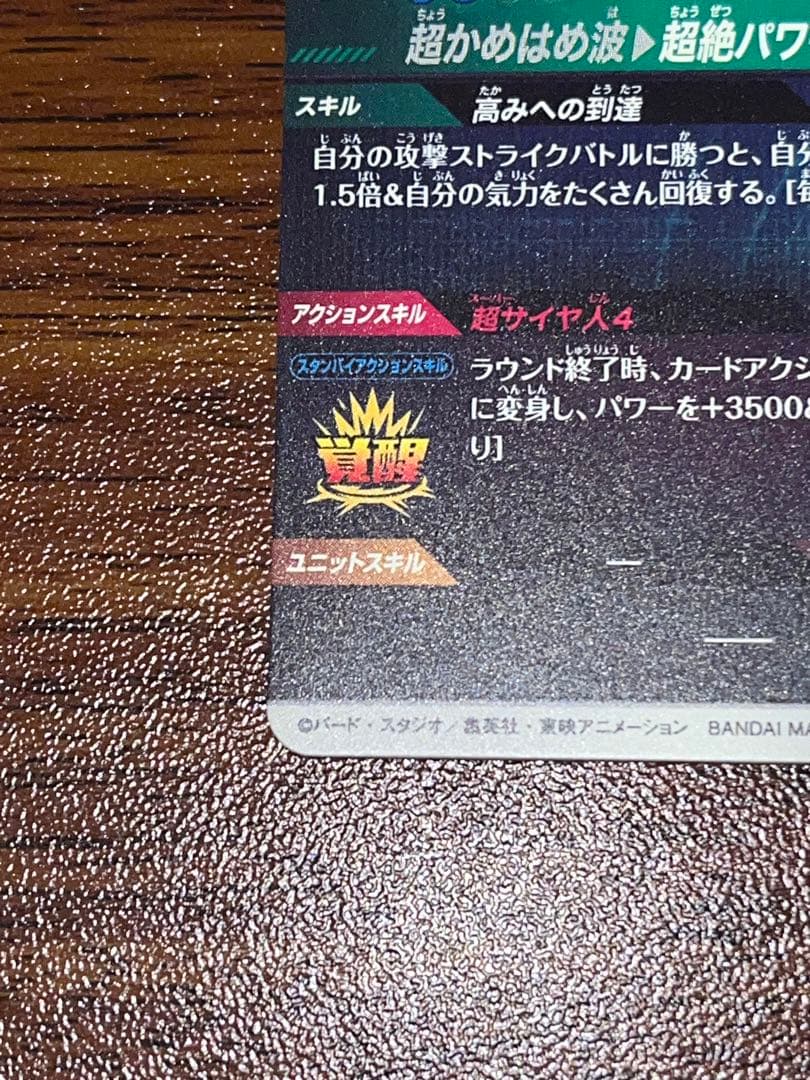 超かめはめ波▶超絶パワ
スキル 高みへの到達
自分の攻撃ストライクバトルに勝つと、自分
1.5倍&自分の気力をたくさん回復する。[毎
アクションスキル 超サイヤ人4
スタンバイアクションスキル
ラウンド終了時、カードアクシ
に変身し、パワーを+3500&
り]
覚醒
ユニットスキル —
©バード・スタジオ/集英社・東映アニメーション BANDAI MA